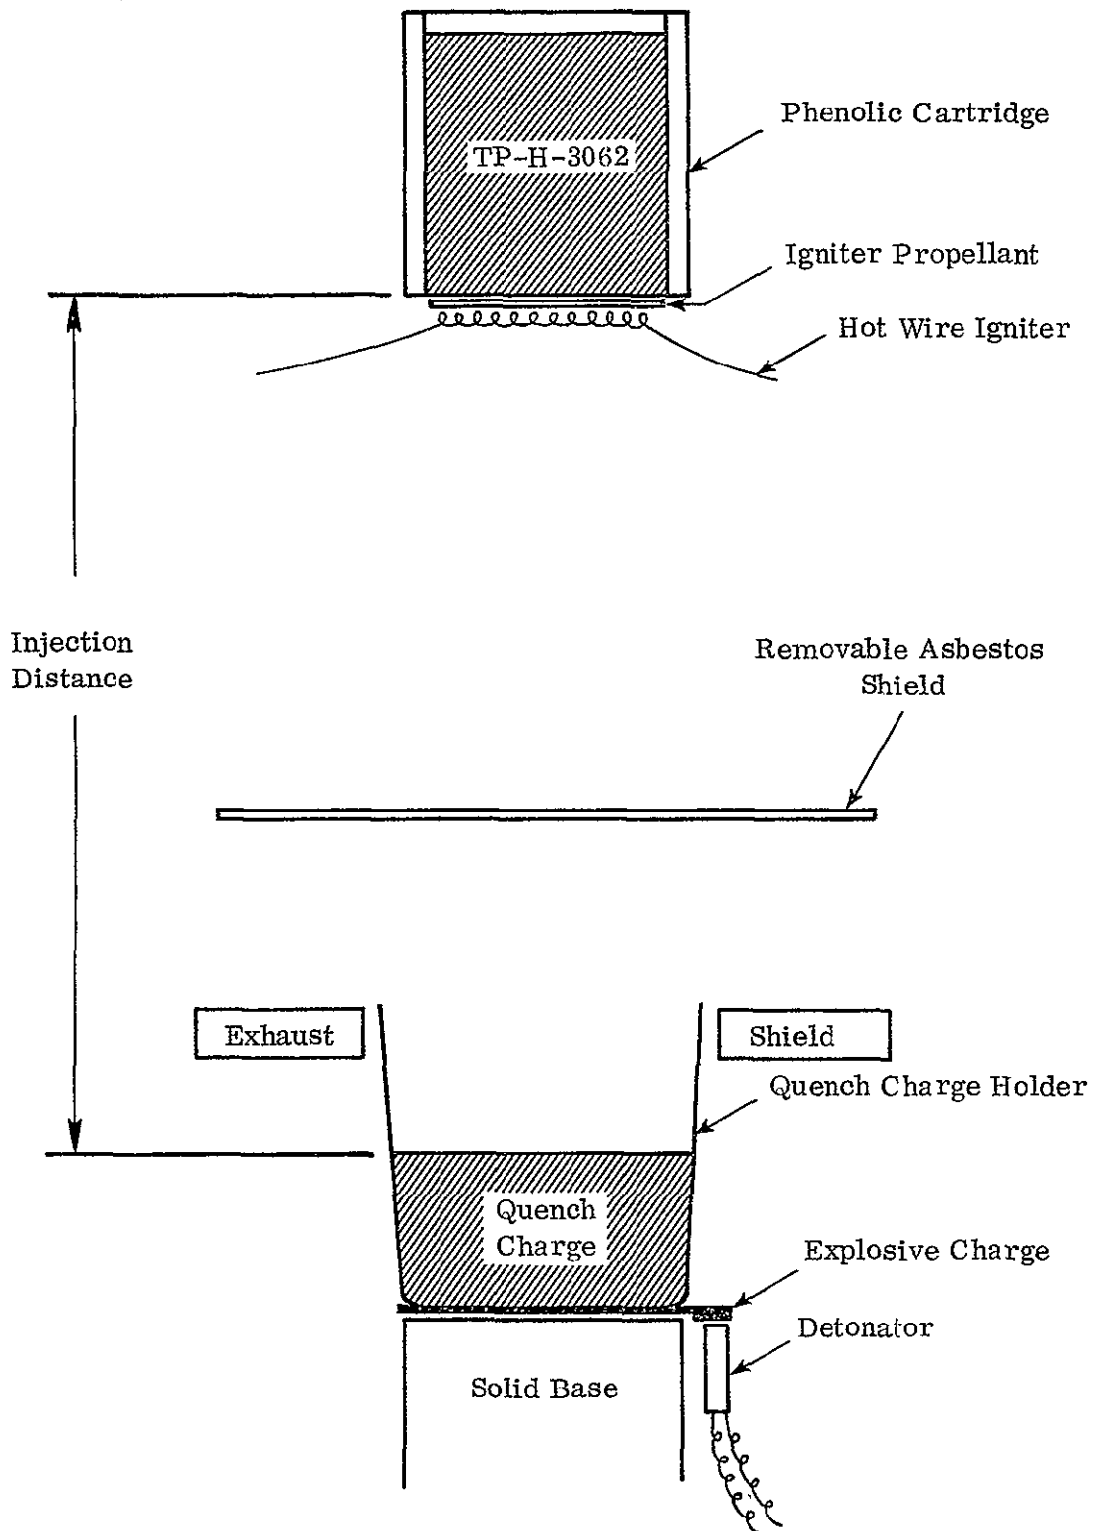 Phenolic Cartridge
TP-H-3062
Igniter Propellant
Hot Wire Igniter
Injection
Distance
Removable Asbestos
Shield
Exhaust
Shield
Quench Charge Holder
Quench
Charge
Explosive Charge
Detonator
Solid Base